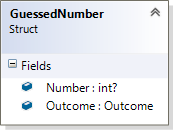 GuessedNumber
Struct
Fields
Number : int?
Outcome : Outcome